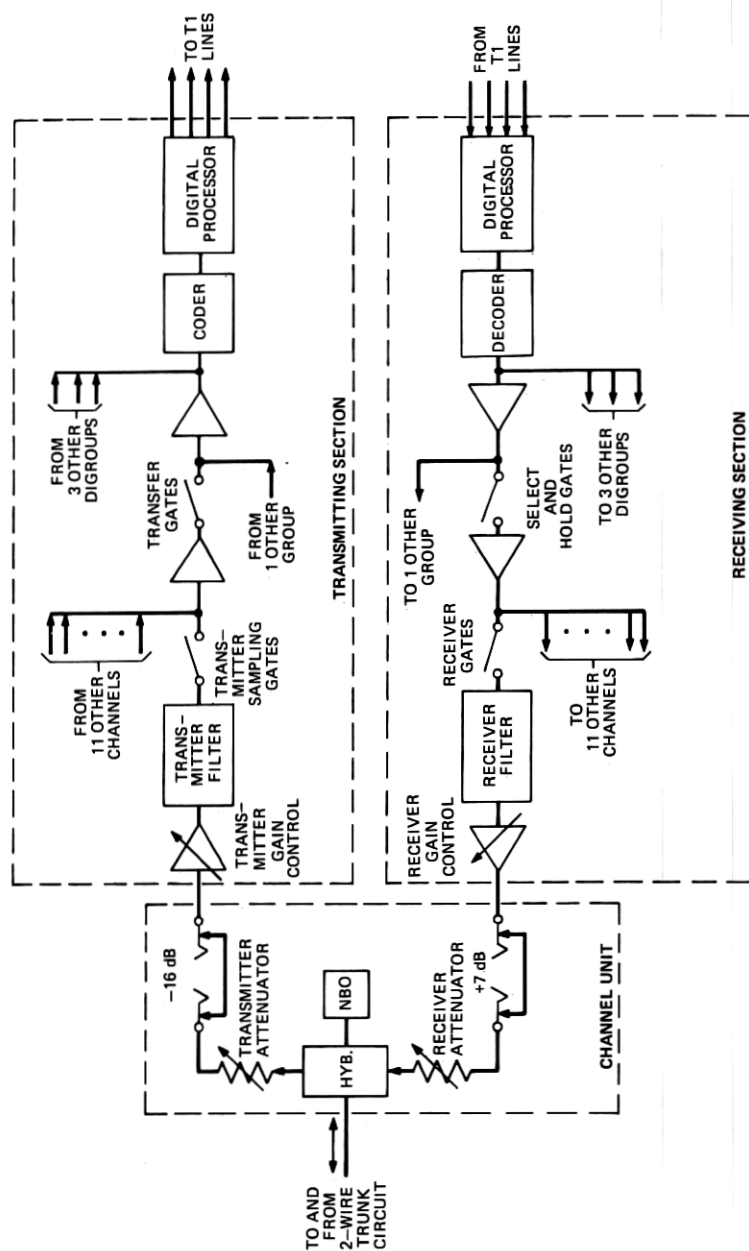 TO AND
FROM
2-WIRE
TRUNK
CIRCUIT
-16 dB
TRANSMITTER
ATTENUATOR
HYB.
NBO
RECEIVER
ATTENUATOR
+7. dB
CHANNEL UNIT
TRANS-
MITTER
GAIN
CONTROL
TRANS-
MITTER
FILTER
TRANS-
MITTER
SAMPLING
GATES
FROM
11 OTHER
CHANNELS
TRANSFER
GATES
FROM
1 OTHER
GROUP
FROM
3 OTHER
DIGROUPS
CODER
DIGITAL
PROCESSOR
TO T1
LINES
TRANSMITTING SECTION
RECEIVER
GAIN
CONTROL
RECEIVER
FILTER
RECEIVER
GATES
TO
11 OTHER
CHANNELS
TO 1 OTHER
GROUP
SELECT
AND
HOLD GATES
TO 3 OTHER
DIGROUPS
DECODER
DIGITAL
PROCESSOR
FROM
T1
LINES
RECEIVING SECTION